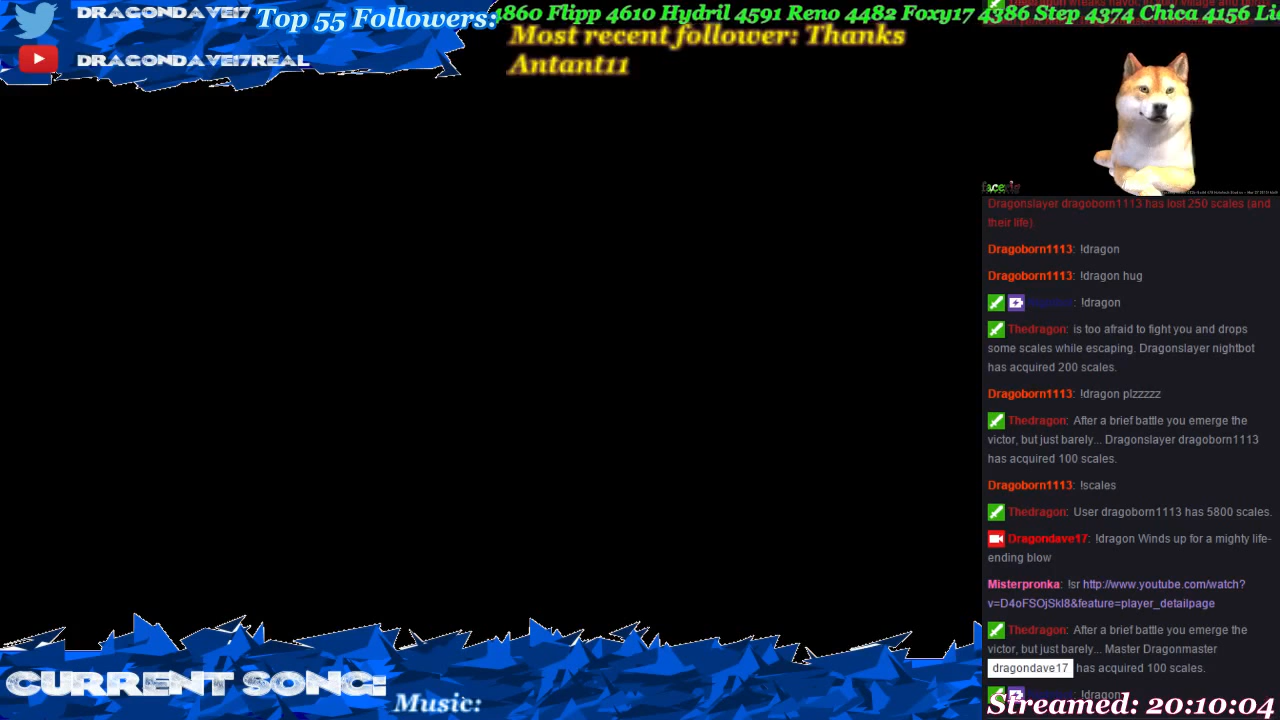 DRAGONDAVE17
Top 55 Followers:
4860 Flipp 4610 Hydril 4591 Reno 4482 Foxy17 4386 Step 4374 Chica 4156 Li
DRAGONDAVE17REAL
Most recent follower: Thanks
Antant11
facerig
Dragonslayer dragoborn1113 has lost 250 scales (and
their life).
Dragoborn1113: !dragon
Dragoborn1113: !dragon hug
: !dragon
Thedragon: is too afraid to fight you and drops
some scales while escaping. Dragonslayer nightbot
has acquired 200 scales.
Dragoborn1113: !dragon plzzzzz
Thedragon: After a brief battle you emerge the
victor, but just barely... Dragonslayer dragoborn1113
has acquired 100 scales.
Dragoborn1113: !scales
Thedragon: User dragoborn1113 has 5800 scales.
Dragondave17: !dragon Winds up for a mighty life-
ending blow
Misterpronka: !sr http://www.youtube.com/watch?
v=D4oFSOjSkI8&feature=player_detailpage
Thedragon: After a brief battle you emerge the
victor, but just barely... Master Dragonmaster
dragondave17 has acquired 100 scales.
: !dragon
CURRENT SONG:
Music:
Streamed: 20:10:04